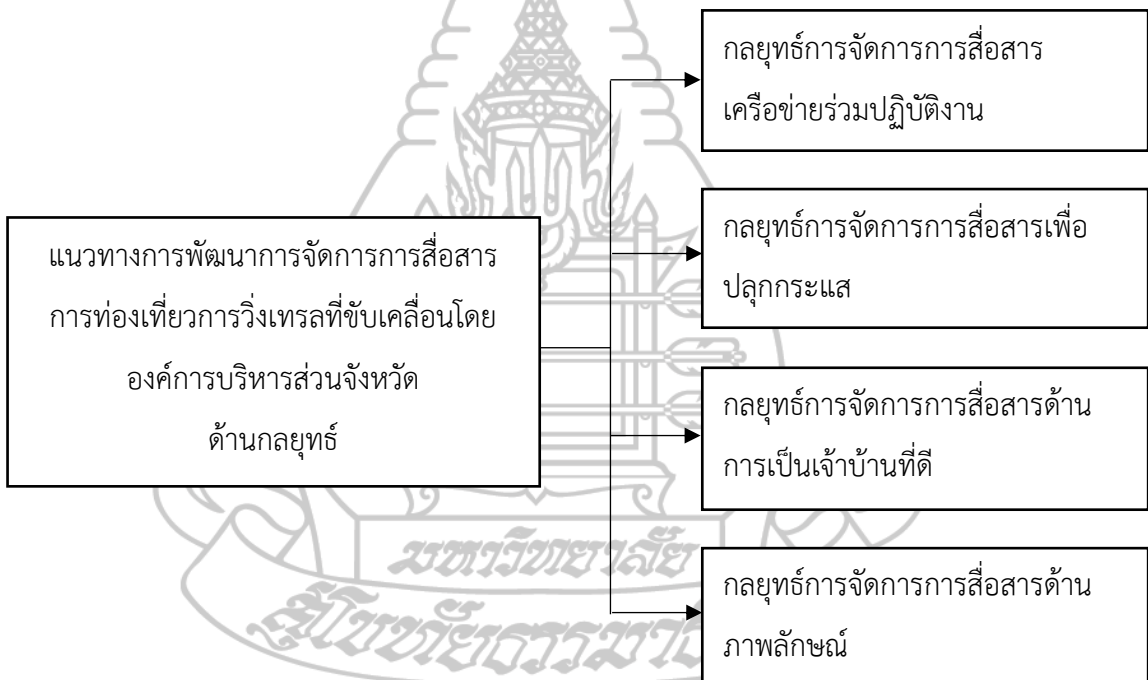 แนวทางการพัฒนาการจัดการการสื่อสาร
การท่องเที่ยวการวิ่งเทรลที่ขับเคลื่อนโดย
องค์การบริหารส่วนจังหวัด
ด้านกลยุทธ์
กลยุทธ์การจัดการการสื่อสาร
เครือข่ายร่วมปฏิบัติงาน
กลยุทธ์การจัดการการสื่อสารเพื่อ
ปลุกกระแส
กลยุทธ์การจัดการการสื่อสารด้าน
การเป็นเจ้าบ้านที่ดี
กลยุทธ์การจัดการการสื่อสารด้าน
ภาพลักษณ์
มหาวิทยาลัย